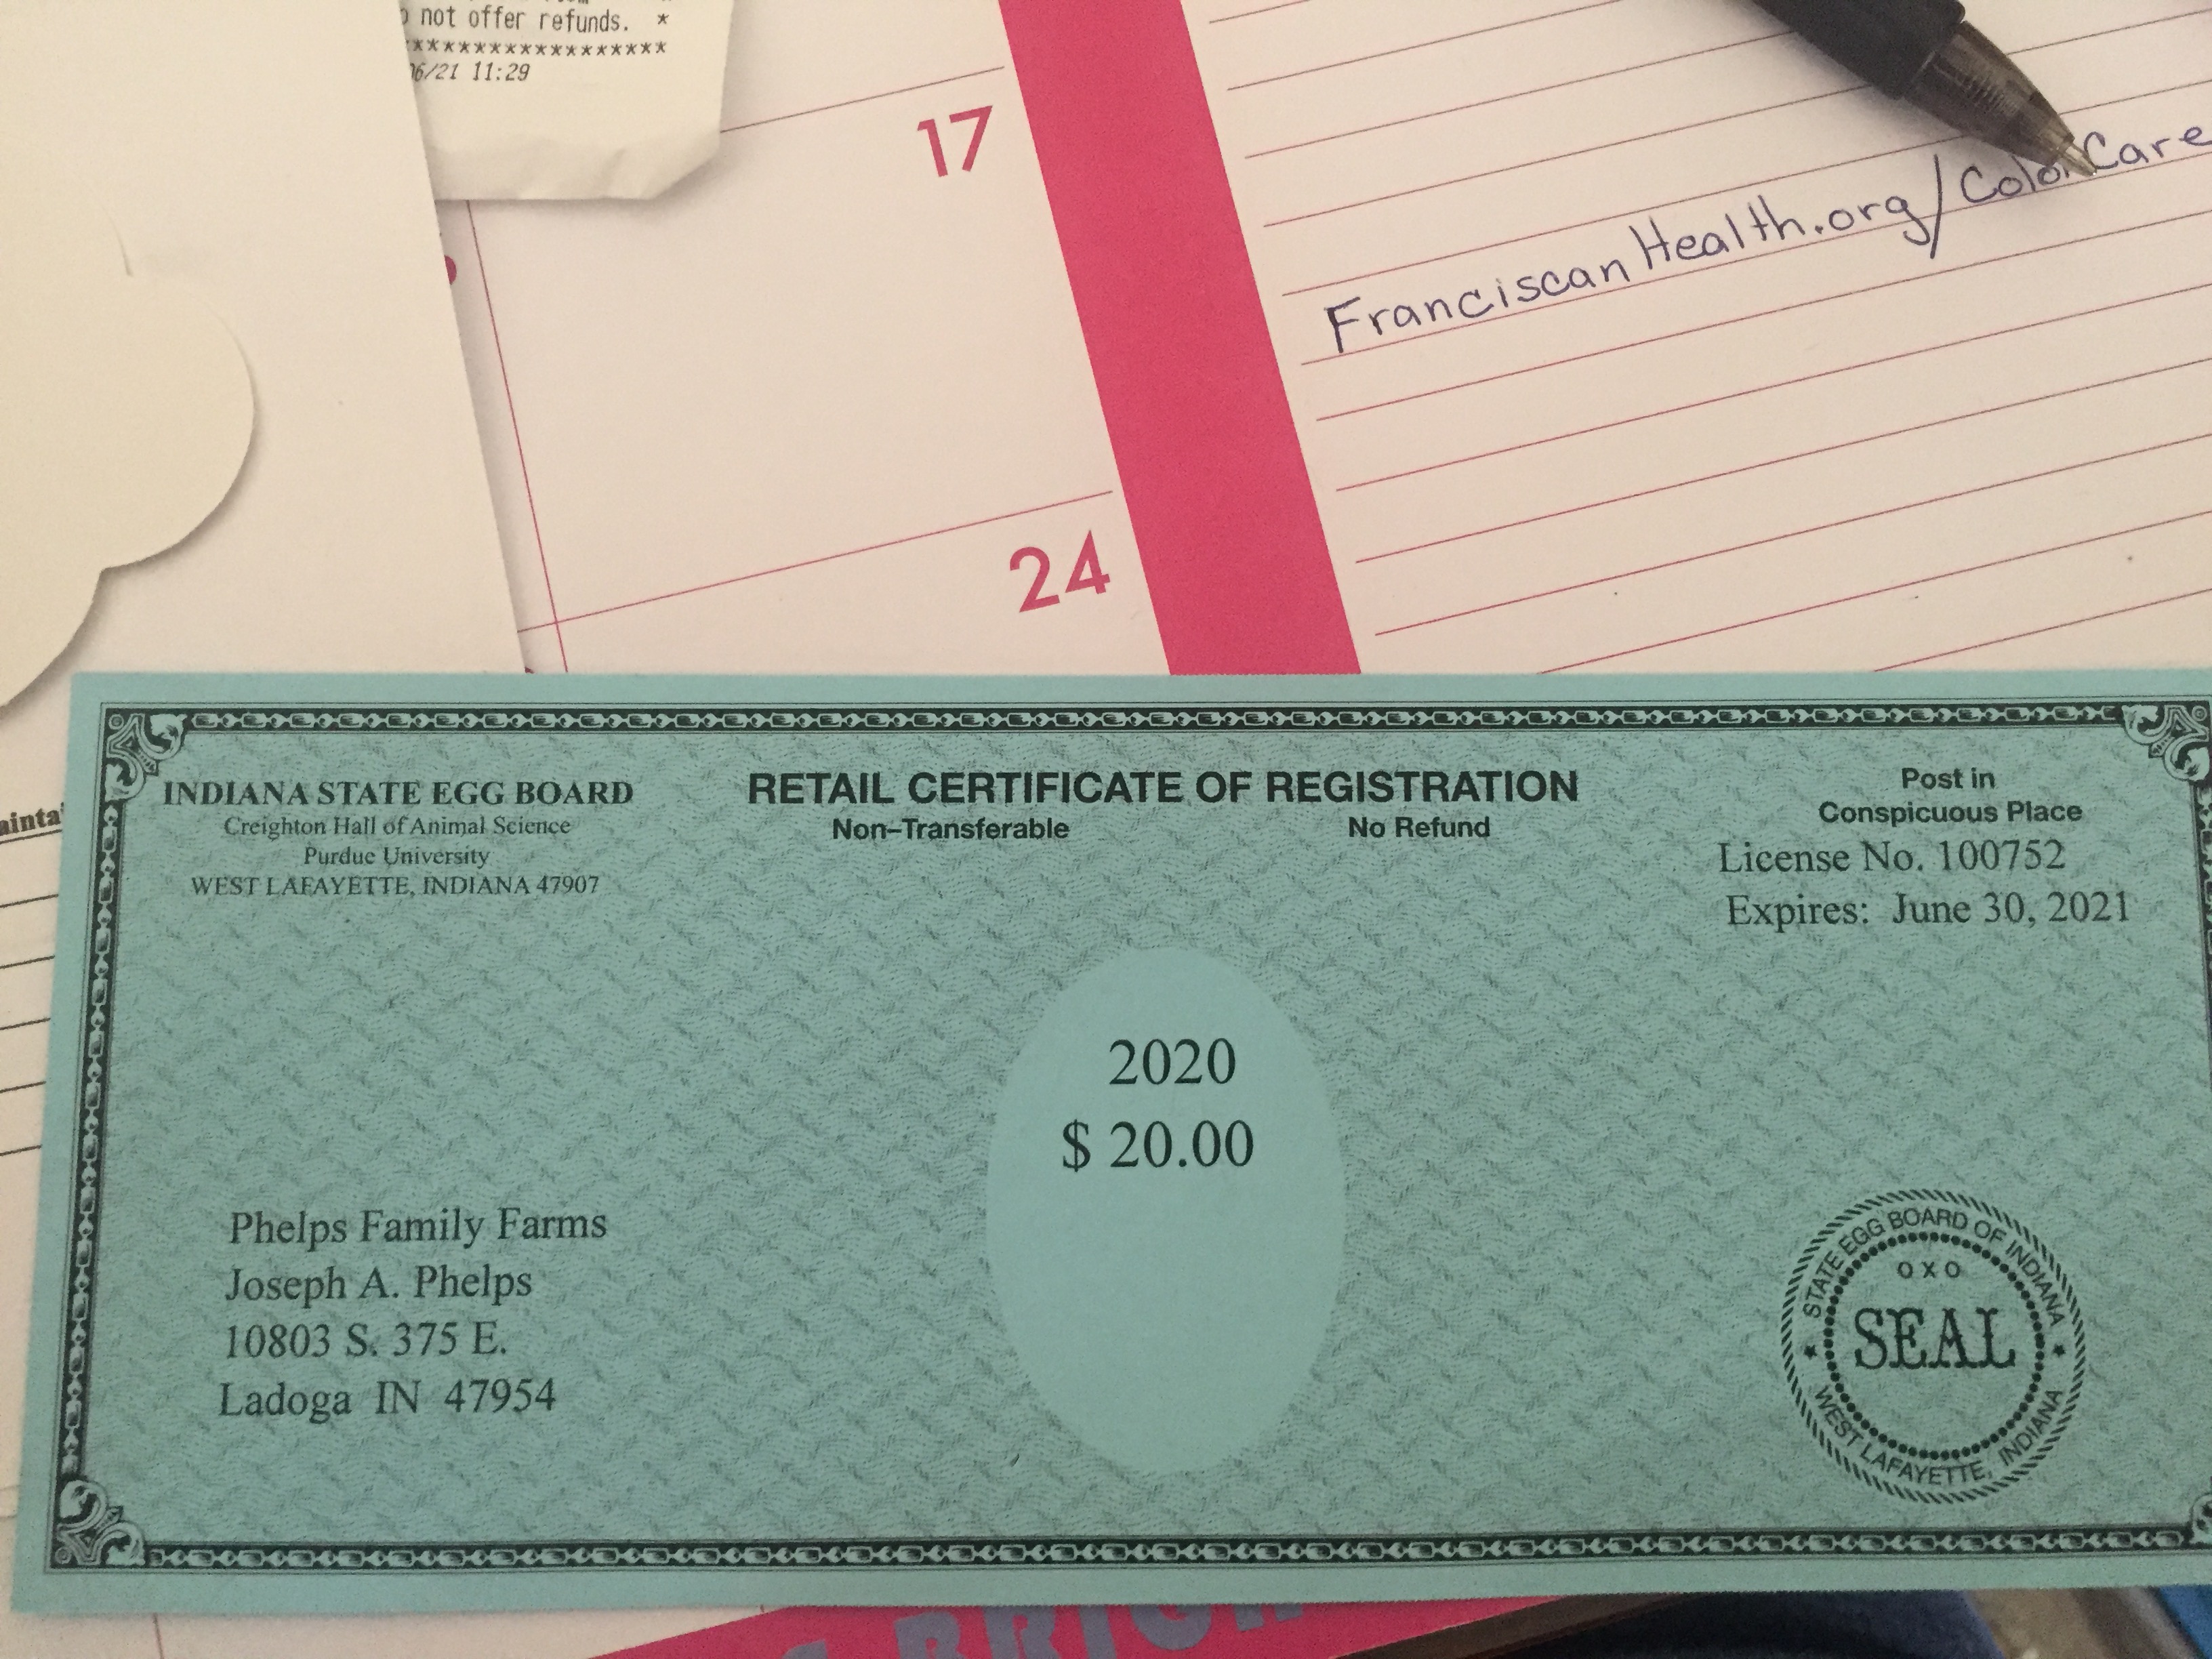 not offer refunds. *
******************
06/21 11:29
17
24
FranciscanHealth.org/ColonCare
INDIANA STATE EGG BOARD
Creighton Hall of Animal Science
Purdue University
WEST LAFAYETTE, INDIANA 47907
RETAIL CERTIFICATE OF REGISTRATION
Non-Transferable No Refund
Post in
Conspicuous Place
License No. 100752
Expires: June 30, 2021
2020
$ 20.00
Phelps Family Farms
Joseph A. Phelps
10803 S. 375 E.
Ladoga IN 47954
STATE EGG BOARD OF INDIANA
OXO
SEAL
WEST LAFAYETTE, INDIANA